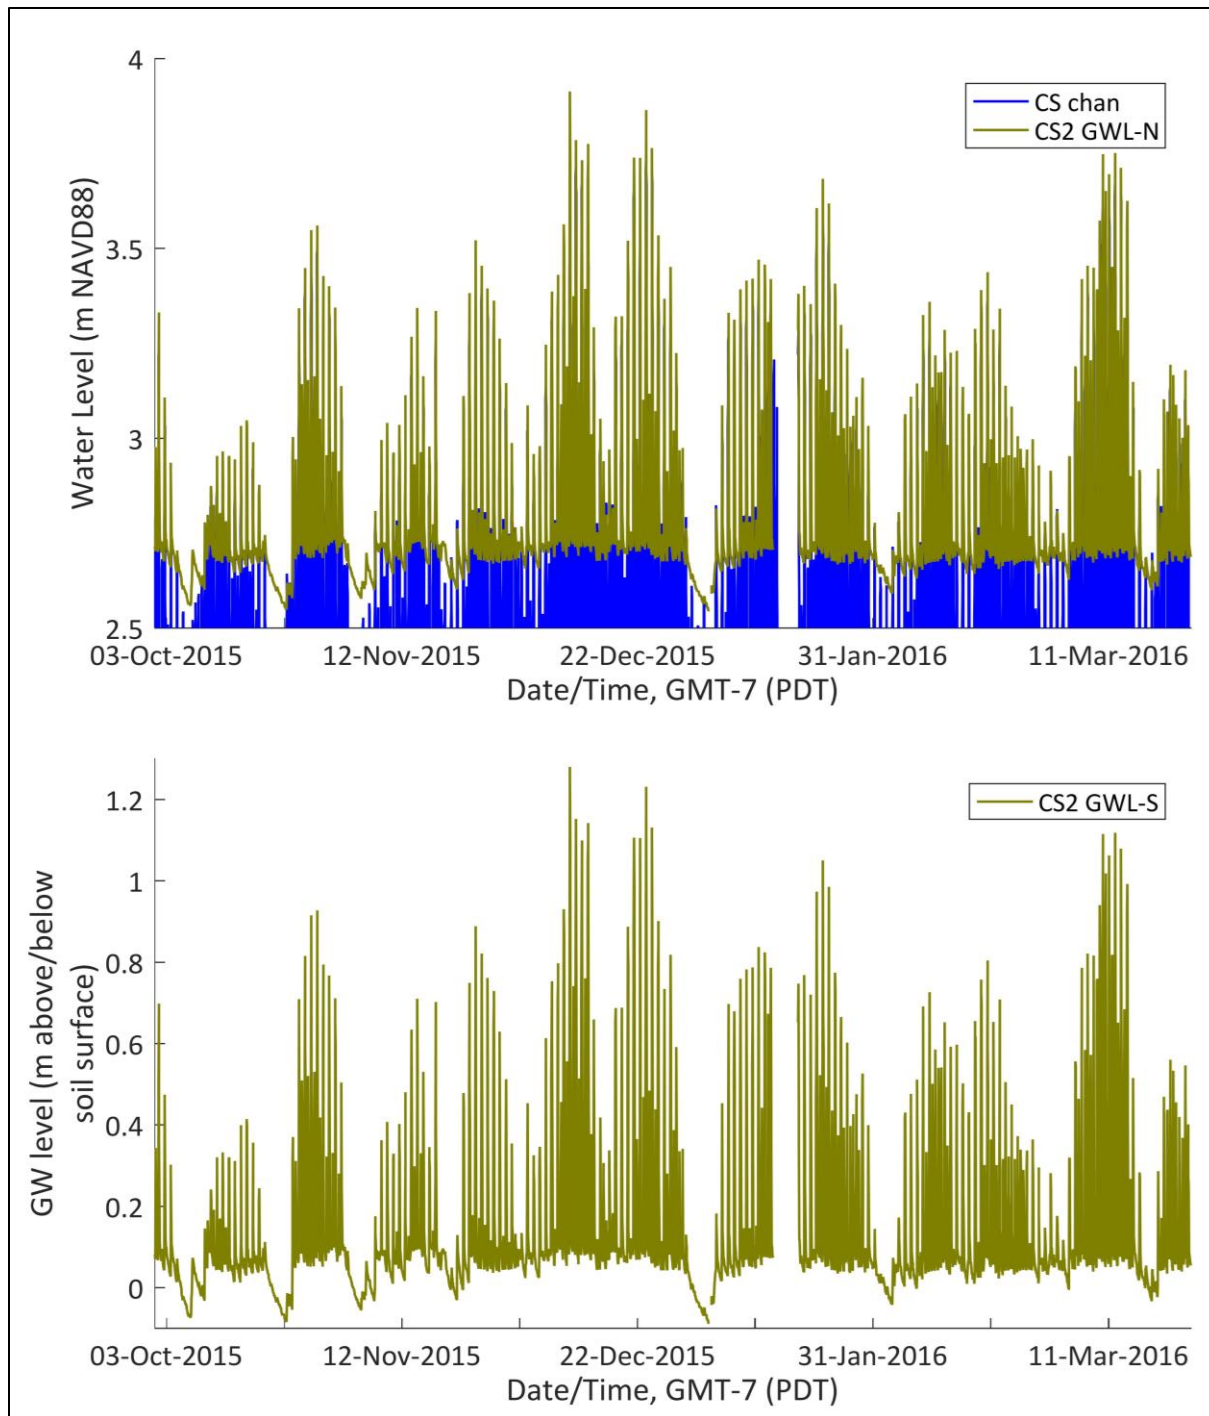 4
3.5
3
2.5
Water Level (m NAVD88)
CS chan
CS2 GWL-N
03-Oct-2015 12-Nov-2015 22-Dec-2015 31-Jan-2016 11-Mar-2016
Date/Time, GMT-7 (PDT)
1.2
1
0.8
0.6
0.4
0.2
0
GW level (m above/below
soil surface)
CS2 GWL-S
03-Oct-2015 12-Nov-2015 22-Dec-2015 31-Jan-2016 11-Mar-2016
Date/Time, GMT-7 (PDT)